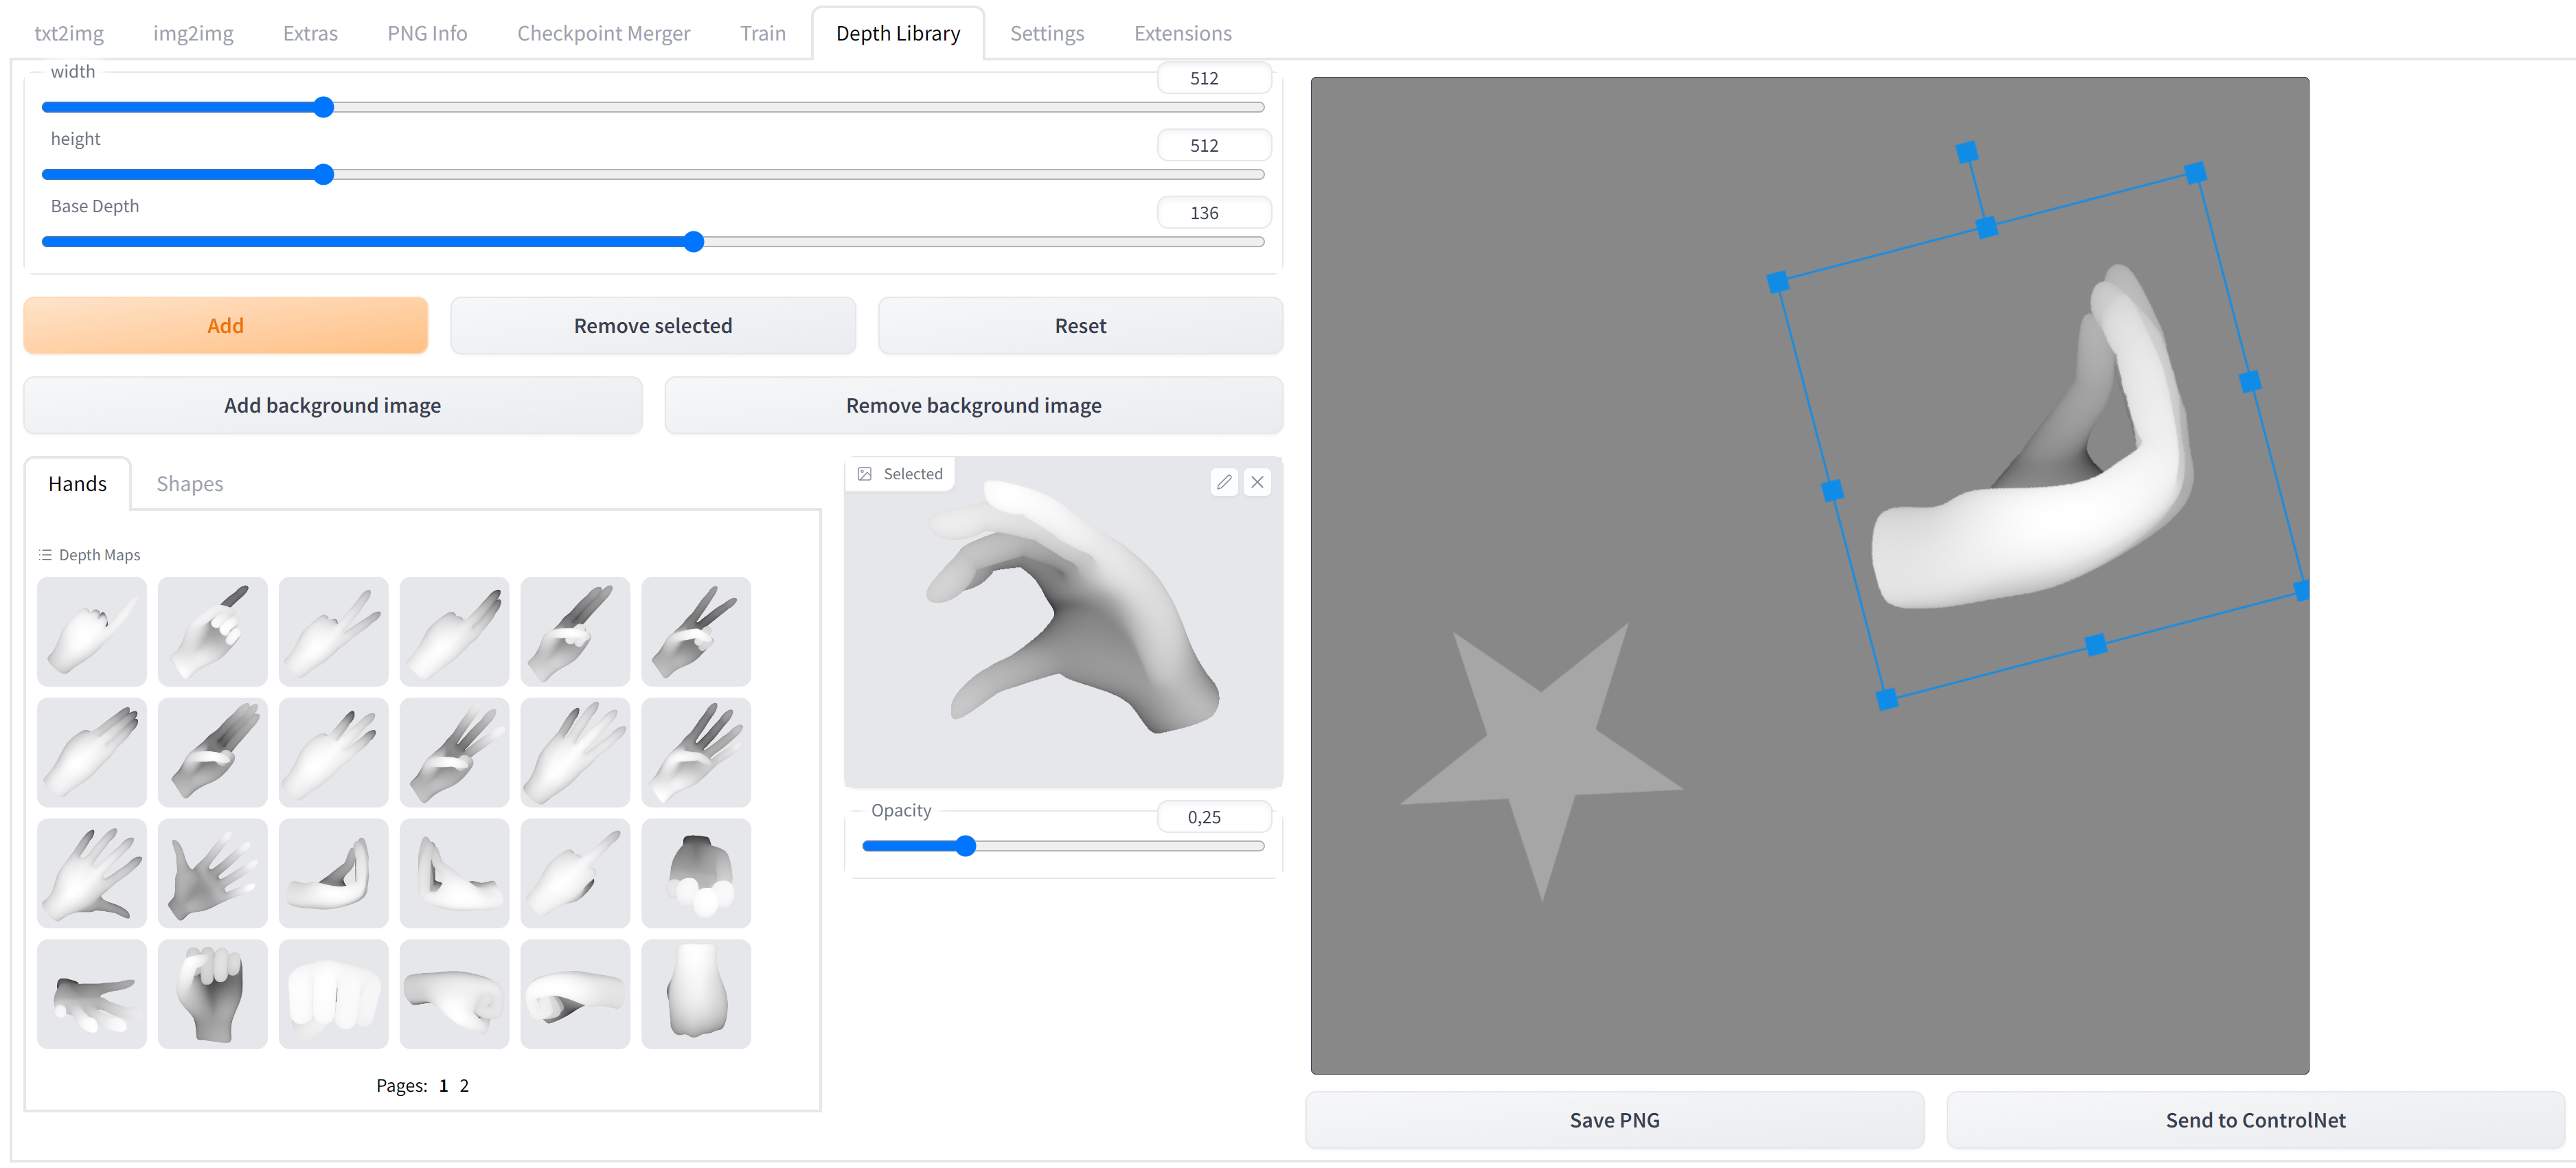 txt2img img2img Extras PNG Info Checkpoint Merger Train Depth Library Settings Extensions
width 512
height 512
Base Depth 136
Add Remove selected Reset
Add background image Remove background image
Hands Shapes
Selected
Depth Maps
Opacity 0,25
Pages: 1 2
Save PNG Send to ControlNet